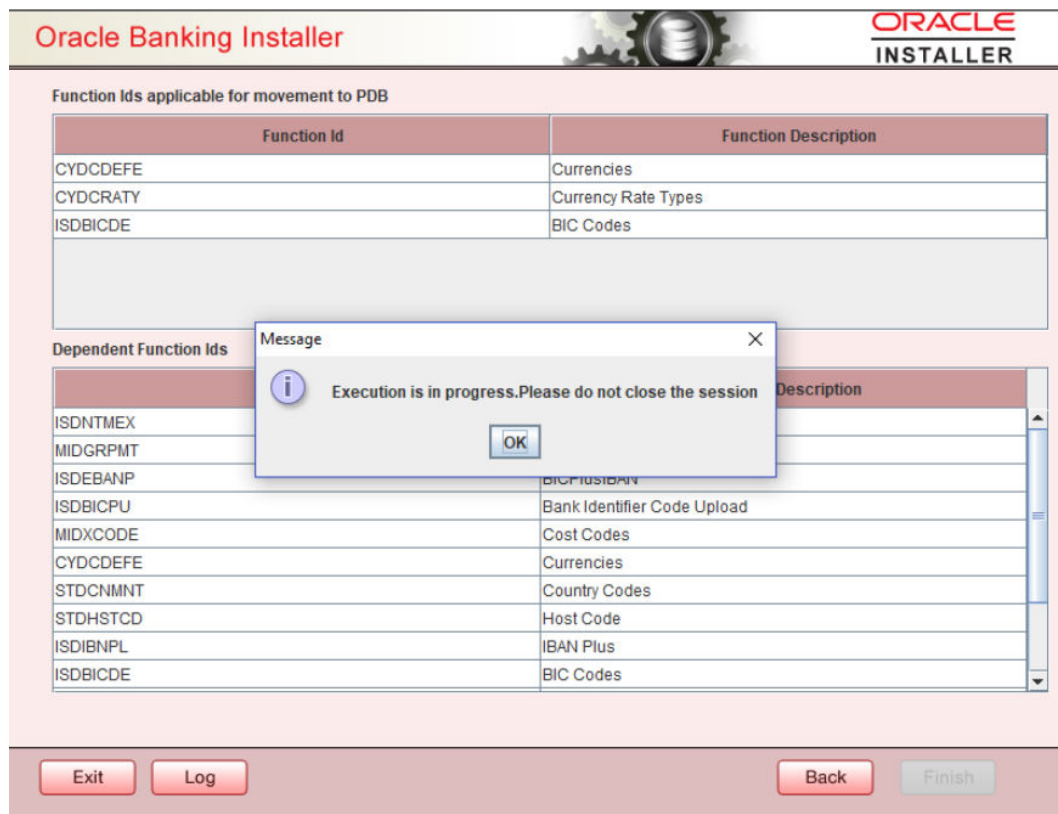 Oracle Banking Installer
ORACLE
INSTALLER
Function Ids applicable for movement to PDB
Function Id Function Description
CYDCDEFE Currencies
CYDCRATY Currency Rate Types
ISDBICDE BIC Codes
Message
Execution is in progress.Please do not close the session
OK
Dependent Function Ids
Description
ISDNTMEX
MIDGRPMT
ISDEBANP BICPlusIBAN
ISDBICPU Bank Identifier Code Upload
MIDXCODE Cost Codes
CYDCDEFE Currencies
STDCNMNT Country Codes
STDHSTCD Host Code
ISDIBNPL IBAN Plus
ISDBICDE BIC Codes
Exit Log Back Finish